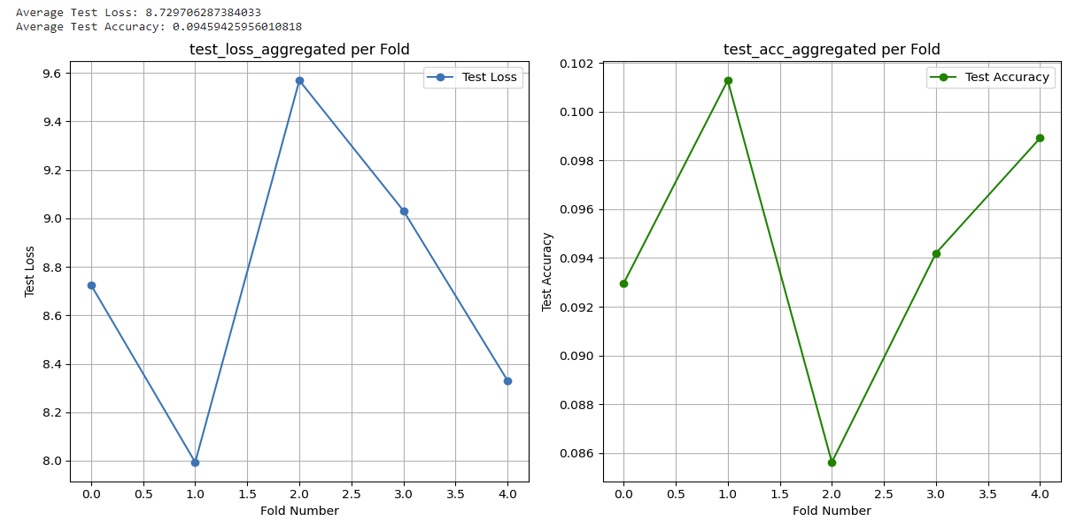 Average Test Loss: 8.729706287384033
Average Test Accuracy: 0.09459425956010818
test_loss_aggregated per Fold
Test Loss
9.6
9.4
9.2
9.0
8.8
8.6
8.4
8.2
8.0
Test Loss
0.0 0.5 1.0 1.5 2.0 2.5 3.0 3.5 4.0
Fold Number
test_acc_aggregated per Fold
Test Accuracy
0.102
0.100
0.098
0.096
0.094
0.092
0.090
0.088
0.086
Test Accuracy
0.0 0.5 1.0 1.5 2.0 2.5 3.0 3.5 4.0
Fold Number